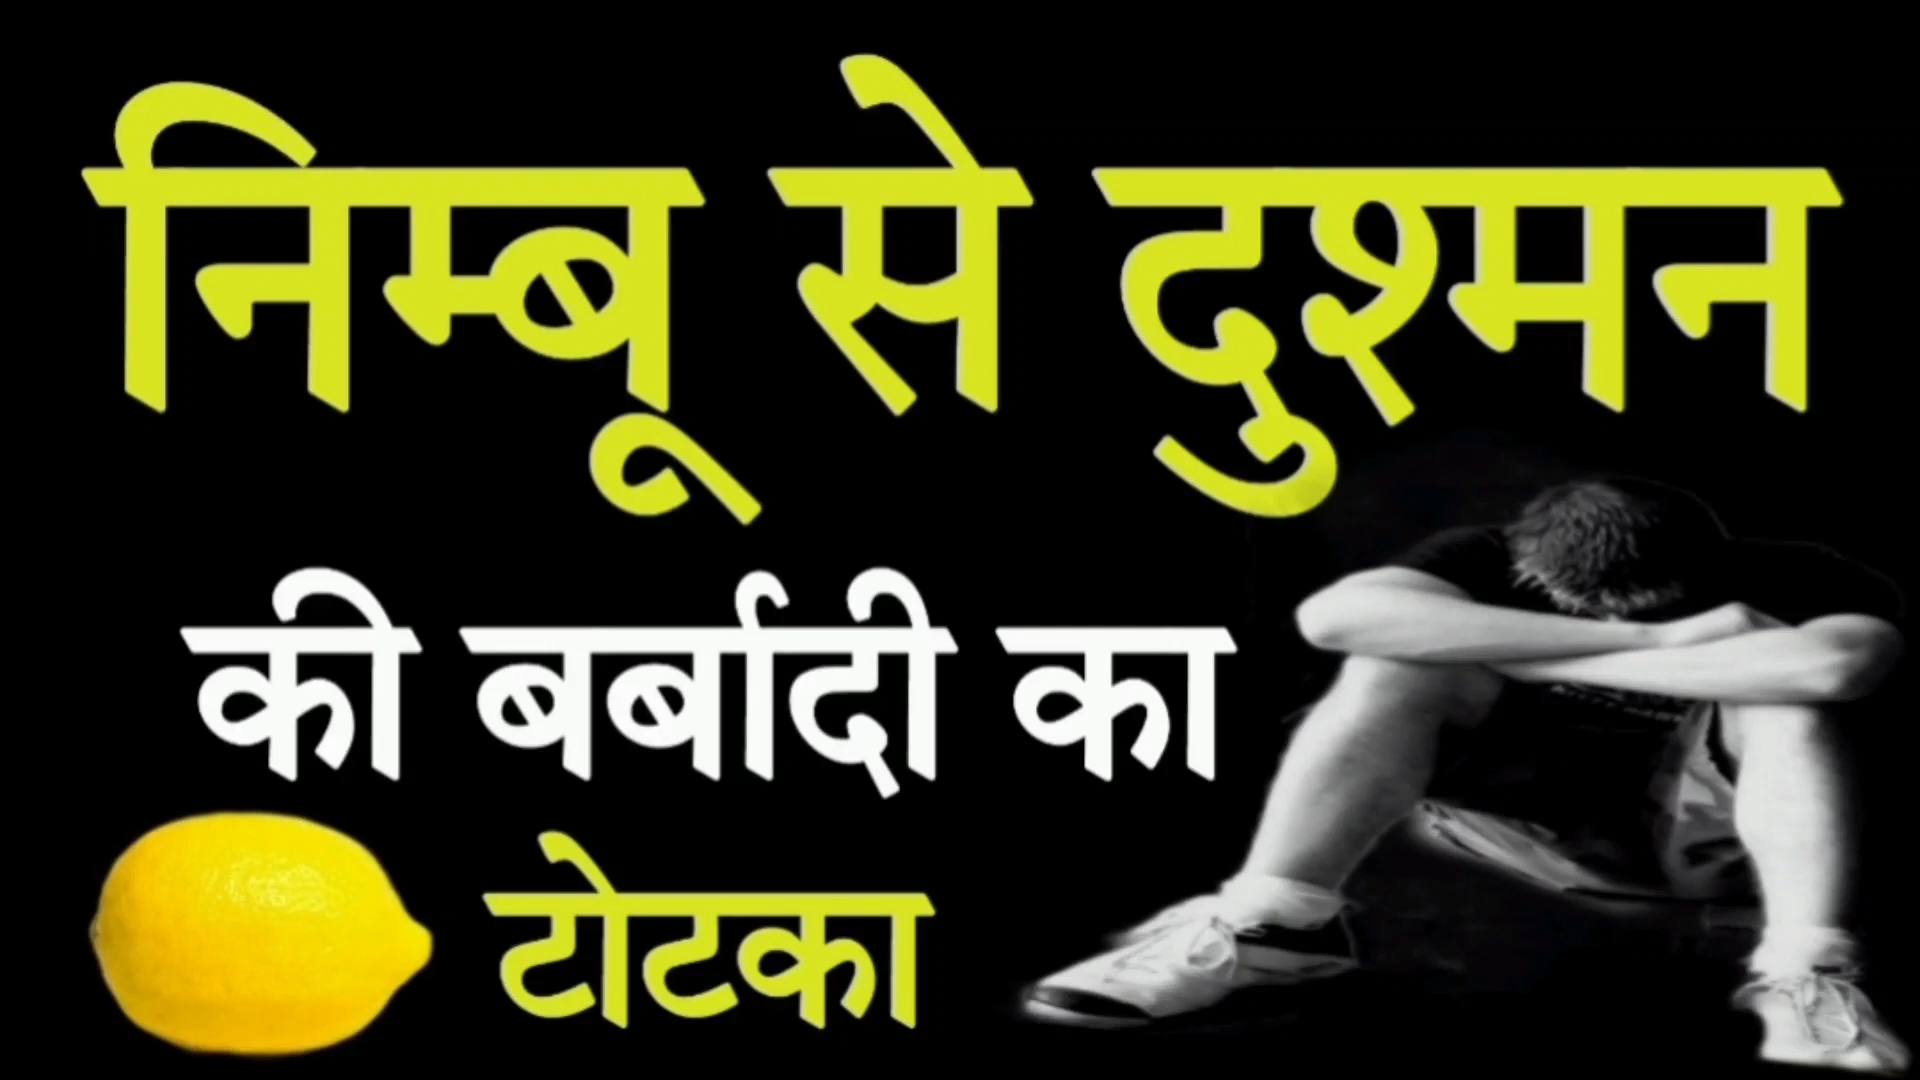 निम्बू से दुश्मन
की बर्बादी का
टोटका